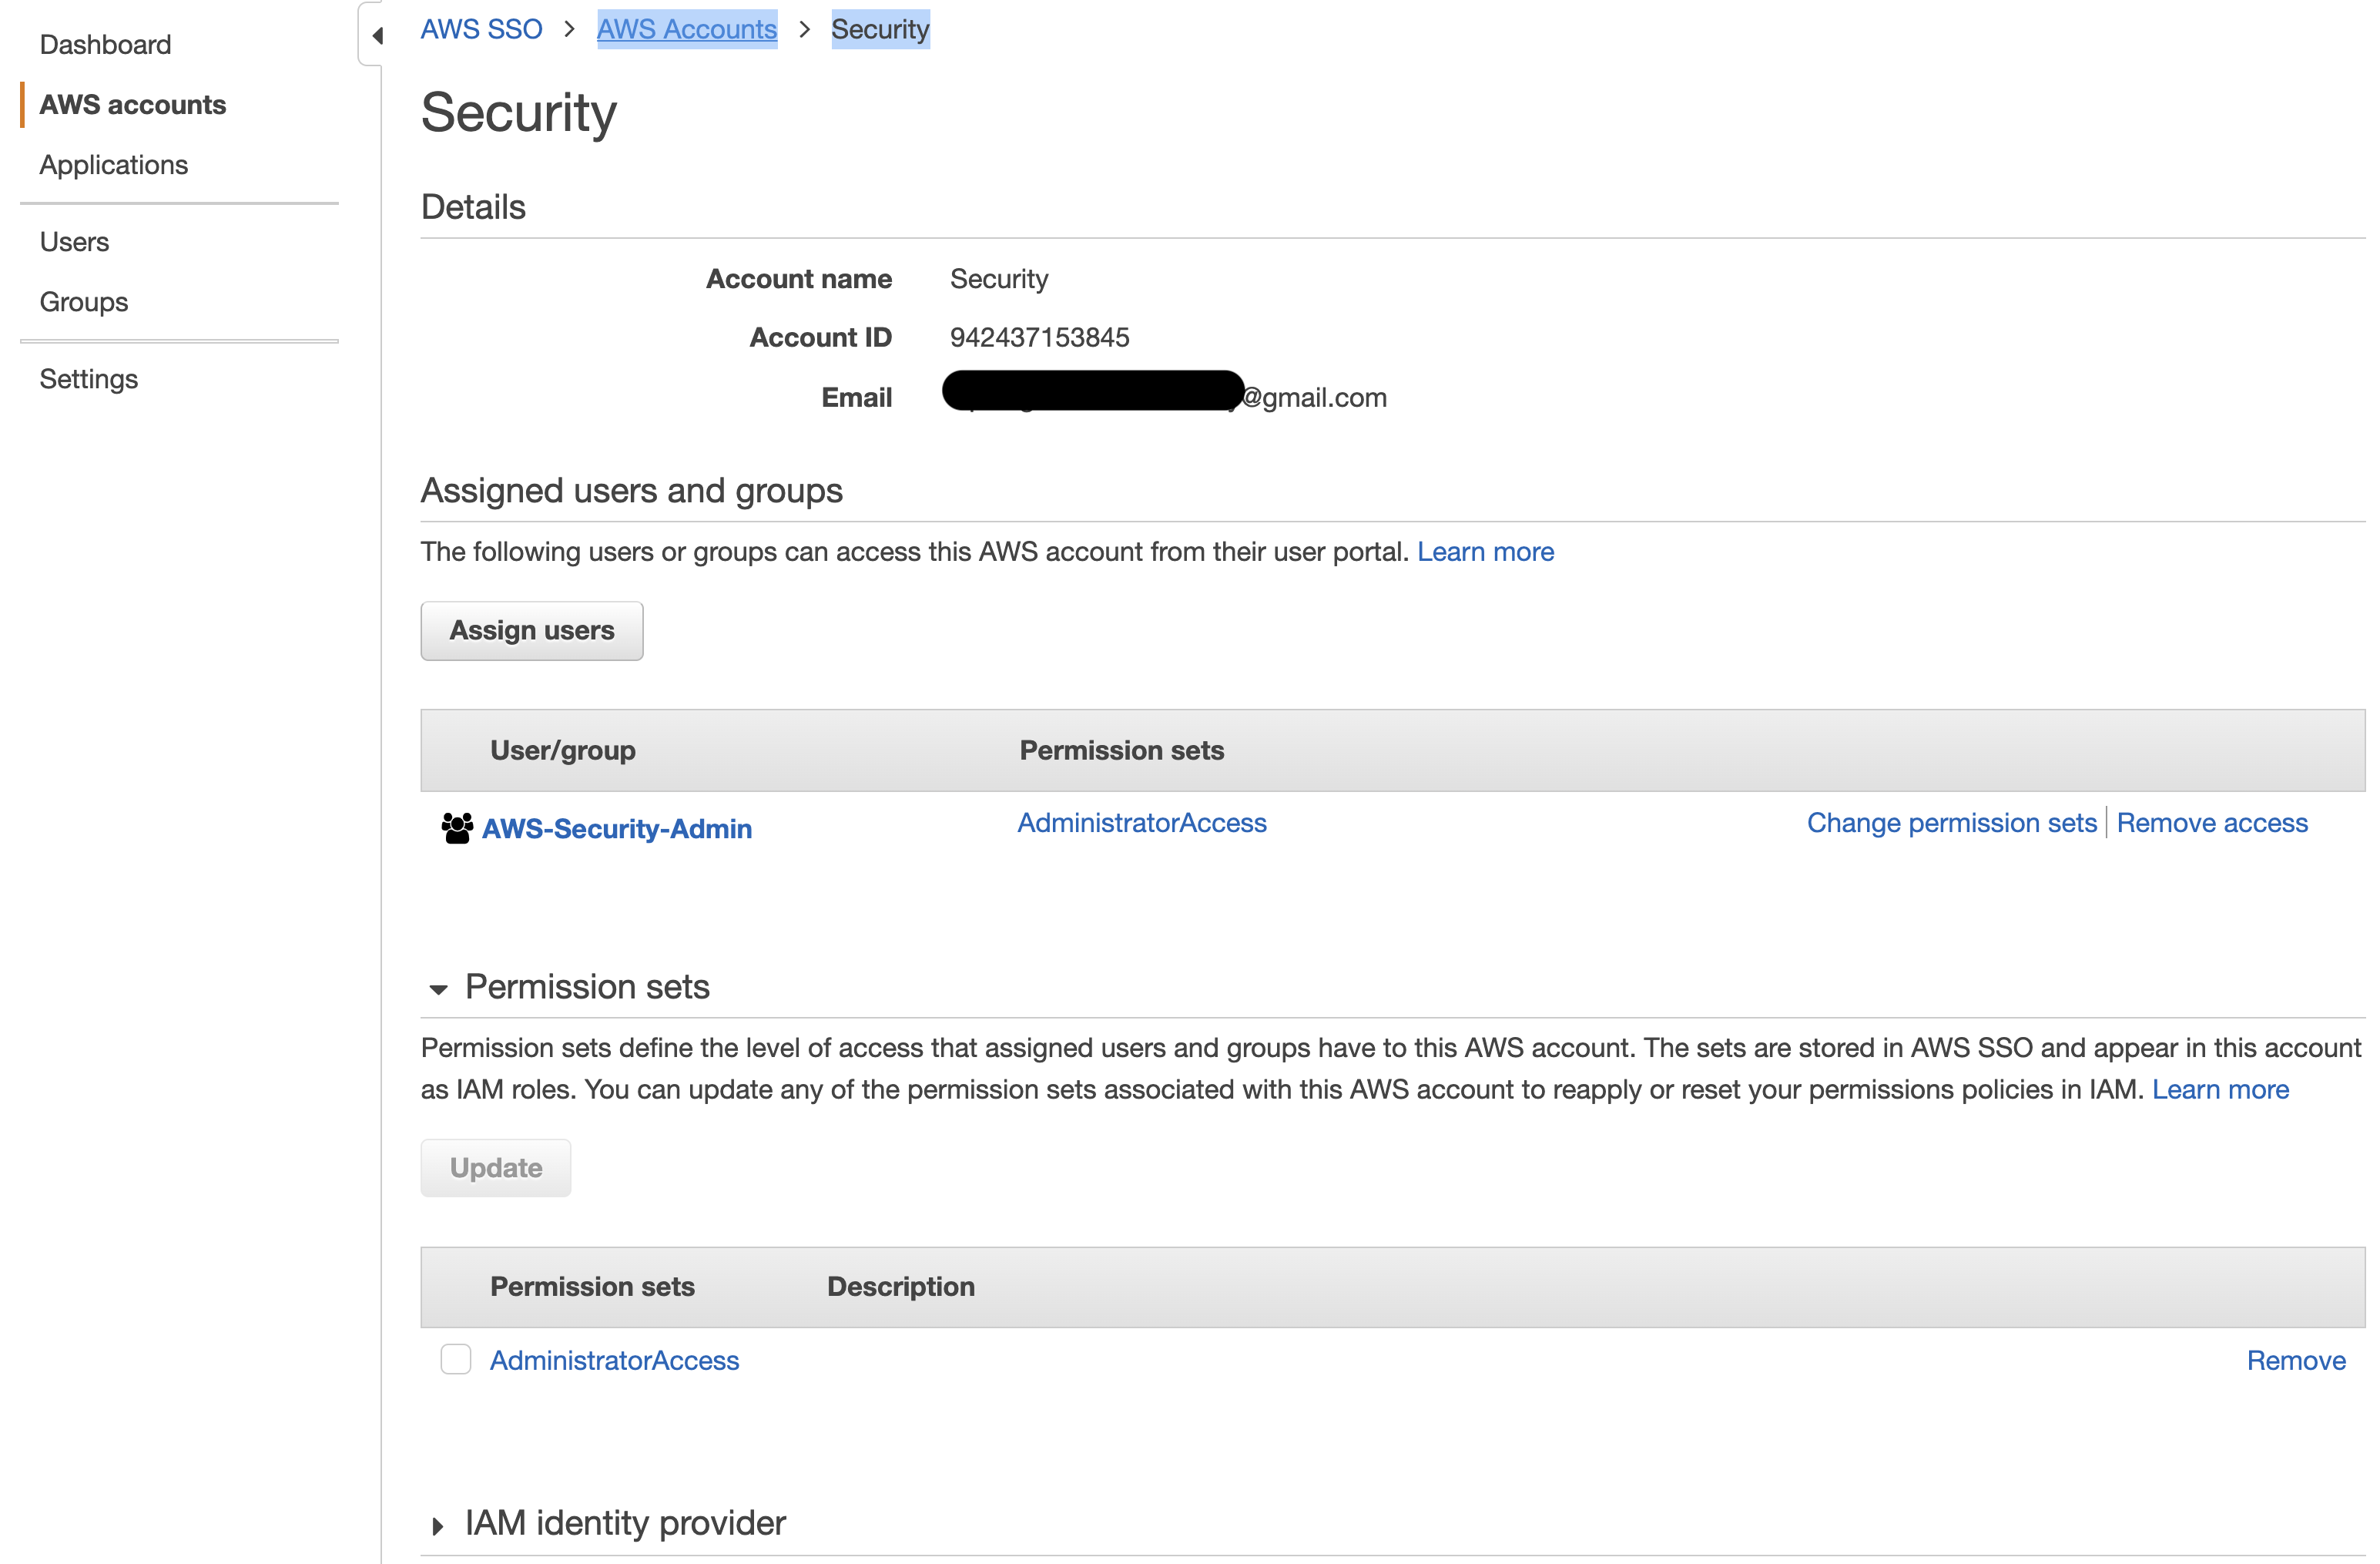 Dashboard
AWS accounts
Applications
Users
Groups
Settings
AWS SSO > AWS Accounts > Security
Security
Details
Account name Security
Account ID 942437153845
Email @gmail.com
Assigned users and groups
The following users or groups can access this AWS account from their user portal. Learn more
Assign users
User/group Permission sets
AWS-Security-Admin AdministratorAccess Change permission sets | Remove access
Permission sets
Permission sets define the level of access that assigned users and groups have to this AWS account. The sets are stored in AWS SSO and appear in this account
as IAM roles. You can update any of the permission sets associated with this AWS account to reapply or reset your permissions policies in IAM. Learn more
Update
Permission sets Description
AdministratorAccess Remove
IAM identity provider